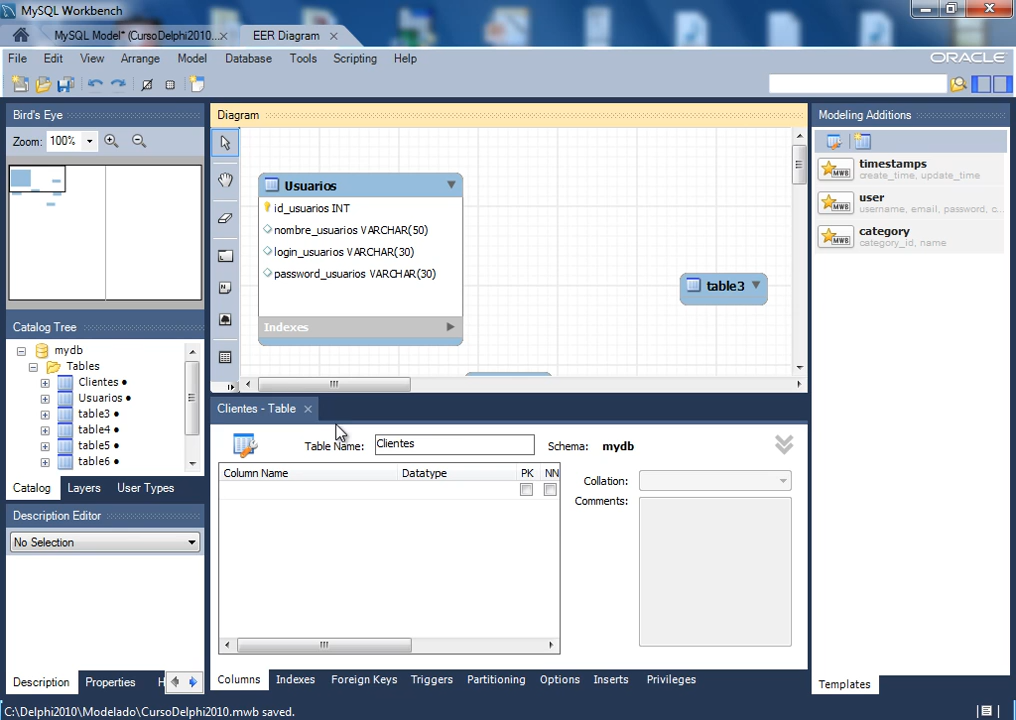 MySQL Workbench
MySQL Model* (CursoDelphi2010....
EER Diagram
File Edit View Arrange Model Database Tools Scripting Help
ORACLE
Bird's Eye
Zoom: 100%
Diagram
Modeling Additions
timestamps
create_time, update_time
user
username, email, password, c...
category
category_id, name
Usuarios
id_usuarios INT
nombre_usuarios VARCHAR(50)
login_usuarios VARCHAR(30)
password_usuarios VARCHAR(30)
Indexes
table3
Catalog Tree
mydb
Tables
Clientes •
Usuarios •
table3 •
table4 •
table5 •
table6 •
Catalog Layers User Types
Description Editor
No Selection
Description Properties H
Clientes - Table
Table Name: Clientes
Schema: mydb
Column Name Datatype PK NN
Collation:
Comments:
Columns Indexes Foreign Keys Triggers Partitioning Options Inserts Privileges
Templates
C:\Delphi2010\Modelado\CursoDelphi2010.mwb saved.